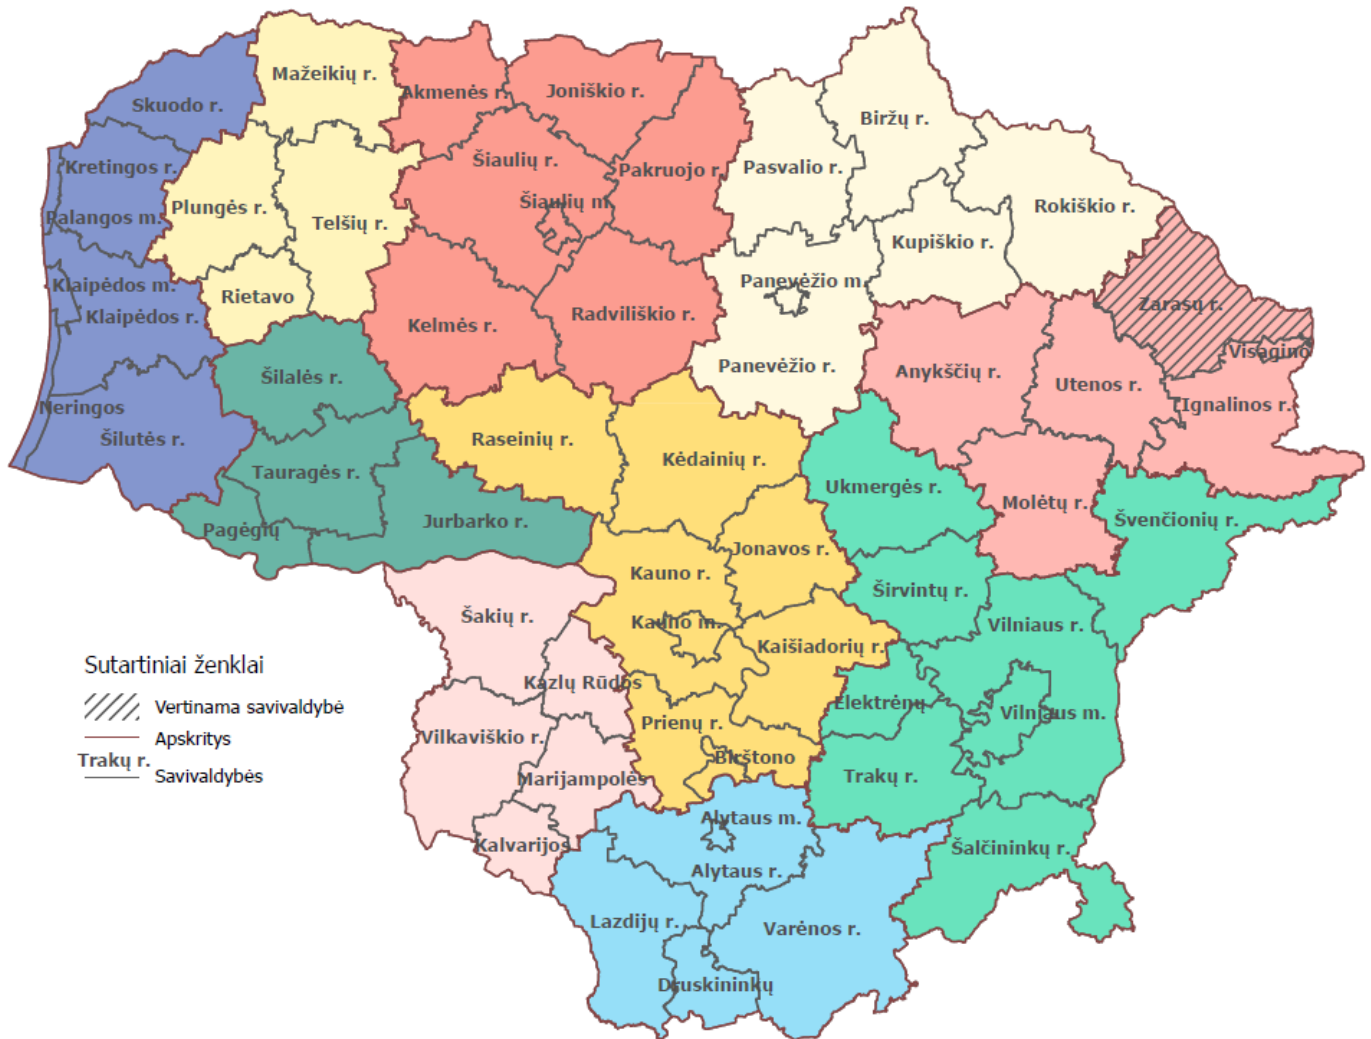 Mažeikių r.
Skuodo r.
Akmenės r.
Joniškio r.
Biržų r.
Kretingos r.
Šiaulių r.
Pakruojo r.
Pasvalio r.
Palangos m.
Plungės r.
Telšių r.
Šiaulių m.
Rokiškio r.
Kupiškio r.
Klaipėdos m.
Rietavo
Panevėžio m.
Zarasų r.
Klaipėdos r.
Kelmės r.
Radviliškio r.
Visagino
Šilalės r.
Panevėžio r.
Anykščių r.
Utenos r.
Ignalinos r.
Neringos
Šilutės r.
Raseinių r.
Kėdainių r.
Tauragės r.
Ukmergės r.
Molėtų r.
Pagėgių
Jurbarko r.
Švenčionių r.
Jonavos r.
Kauno r.
Širvintų r.
Šakių r.
Kauno m.
Vilniaus r.
Kaišiadorių r.
Kazlų Rūdos
Elektrėnų
Vilniaus m.
Prienų r.
Vilkaviškio r.
Birštono
Marijampolės
Trakų r.
Alytaus m.
Kalvarijos
Šalčininkų r.
Alytaus r.
Lazdijų r.
Varėnos r.
Druskininkų
Sutartiniai ženklai
Vertinama savivaldybė
Apskritys
Trakų r.
Savivaldybės